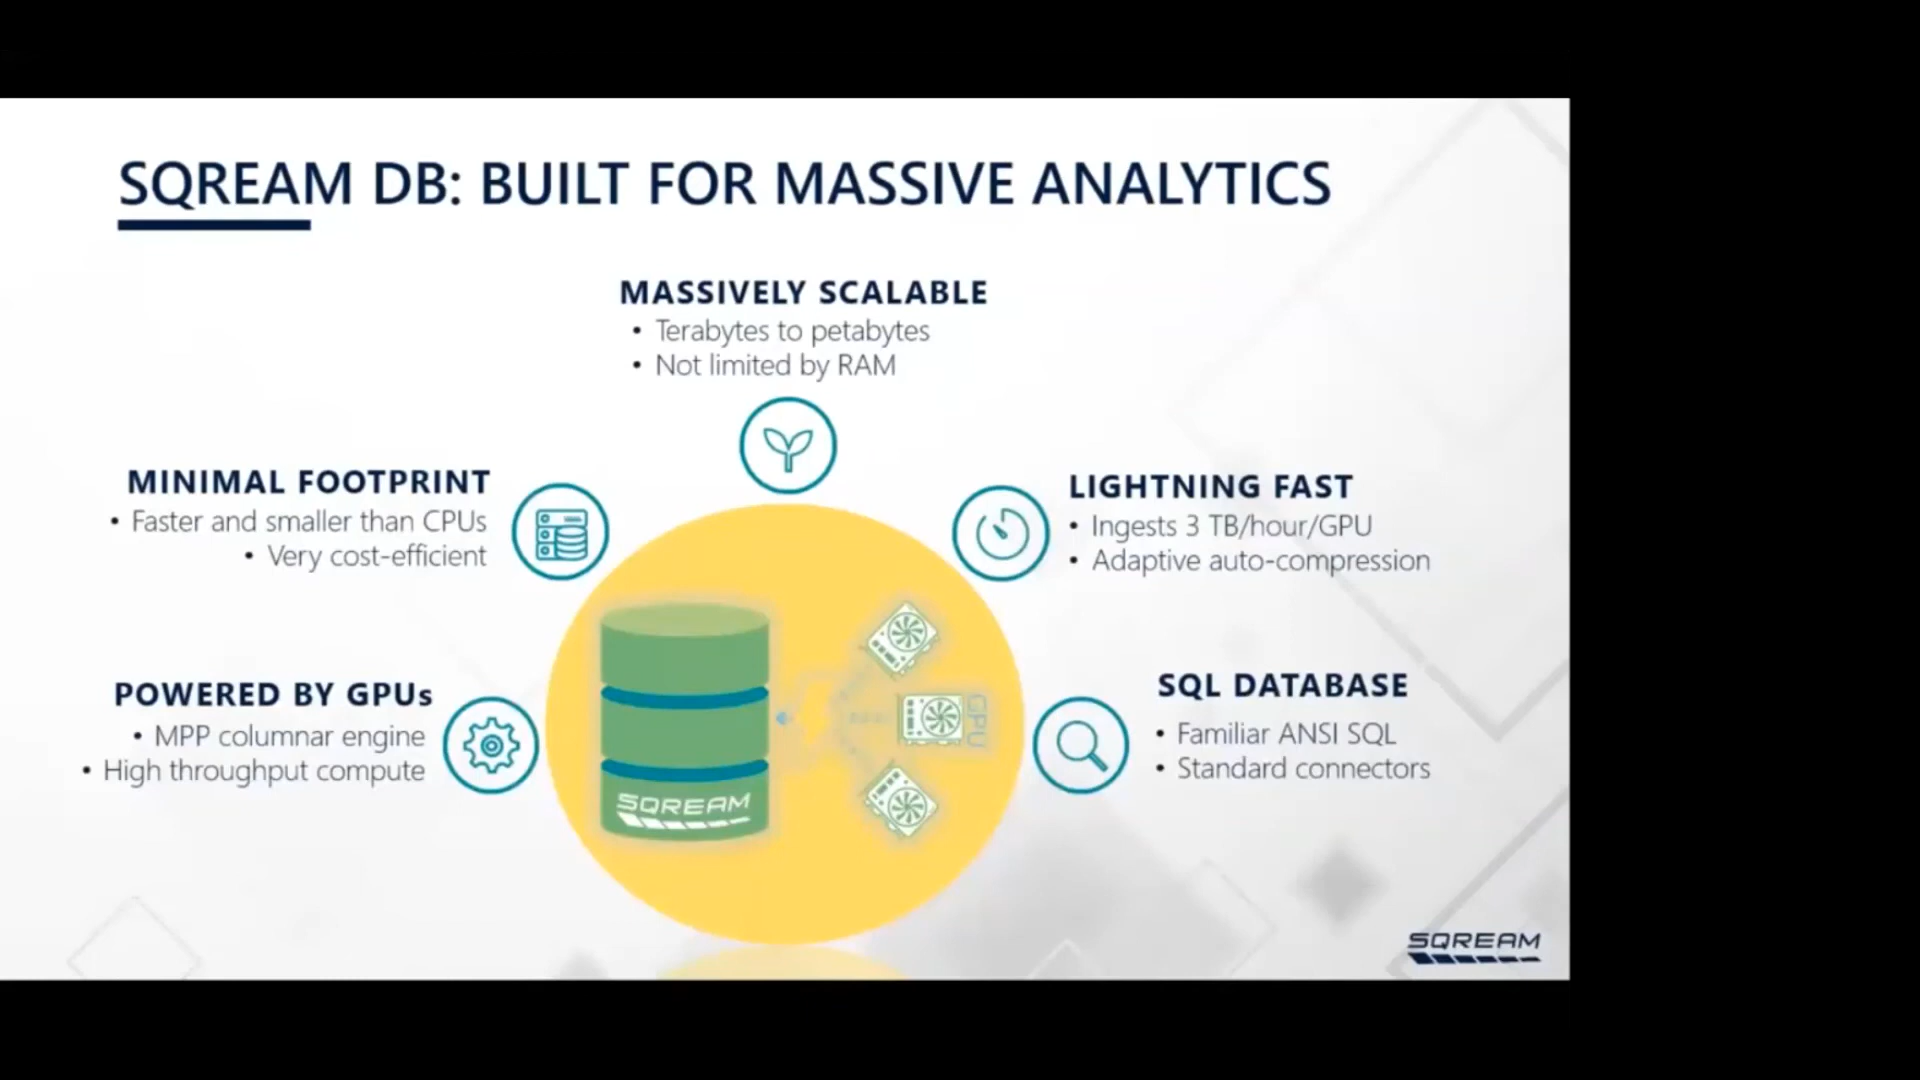 SQREAM DB: BUILT FOR MASSIVE ANALYTICS
MASSIVELY SCALABLE
• Terabytes to petabytes
• Not limited by RAM
MINIMAL FOOTPRINT
• Faster and smaller than CPUs
• Very cost-efficient
LIGHTNING FAST
• Ingests 3 TB/hour/GPU
• Adaptive auto-compression
POWERED BY GPUs
• MPP columnar engine
• High throughput compute
SQL DATABASE
• Familiar ANSI SQL
• Standard connectors
GPU
SQREAM
SQREAM